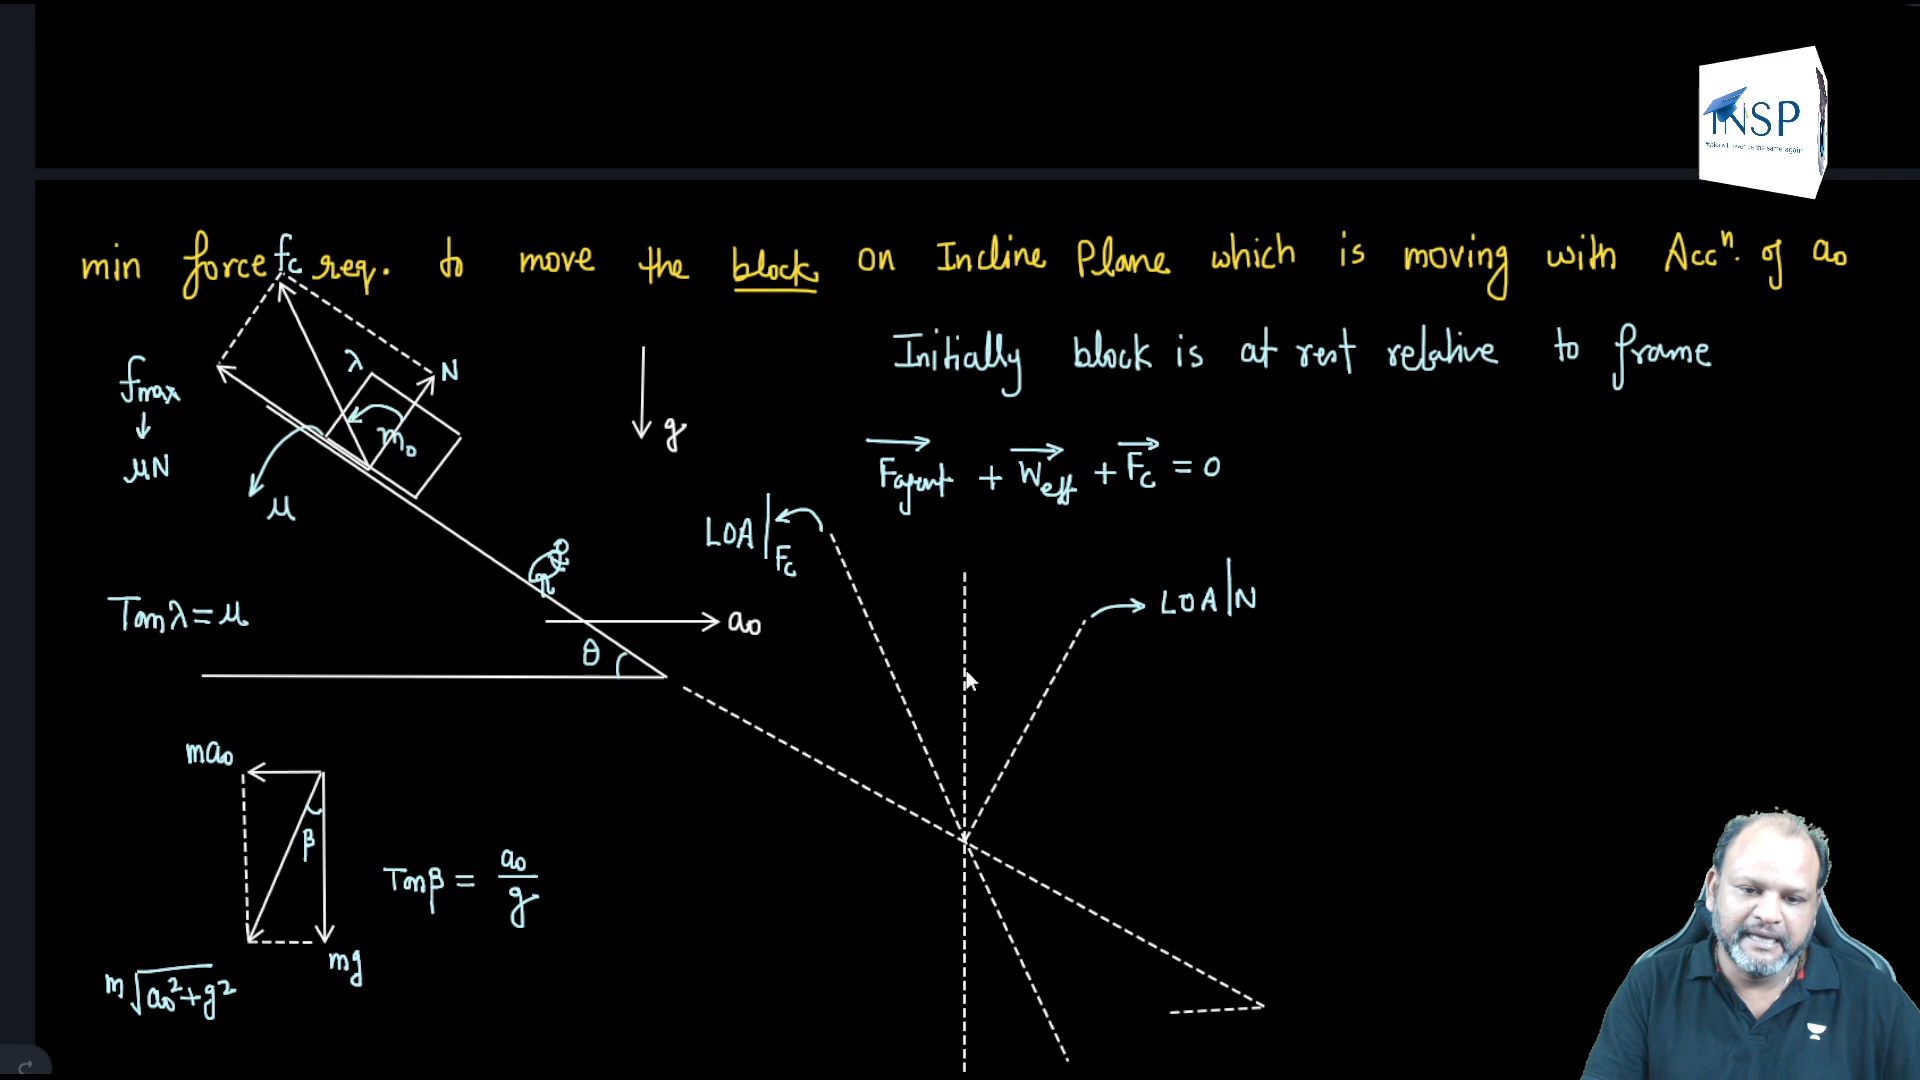 INSP
min force fc req. to move the block on Incline Plane which is moving with Accn. of a0
Initially block is at rest relative to frame
fmax
↓
μN
λ
N
m0
μ
g
Fagent + Weff + Fc = 0
LOA|Fc
LOA|N
Tanλ = μ
θ
a0
ma0
β
Tanβ = a0/g
mg
m√a0²+g²